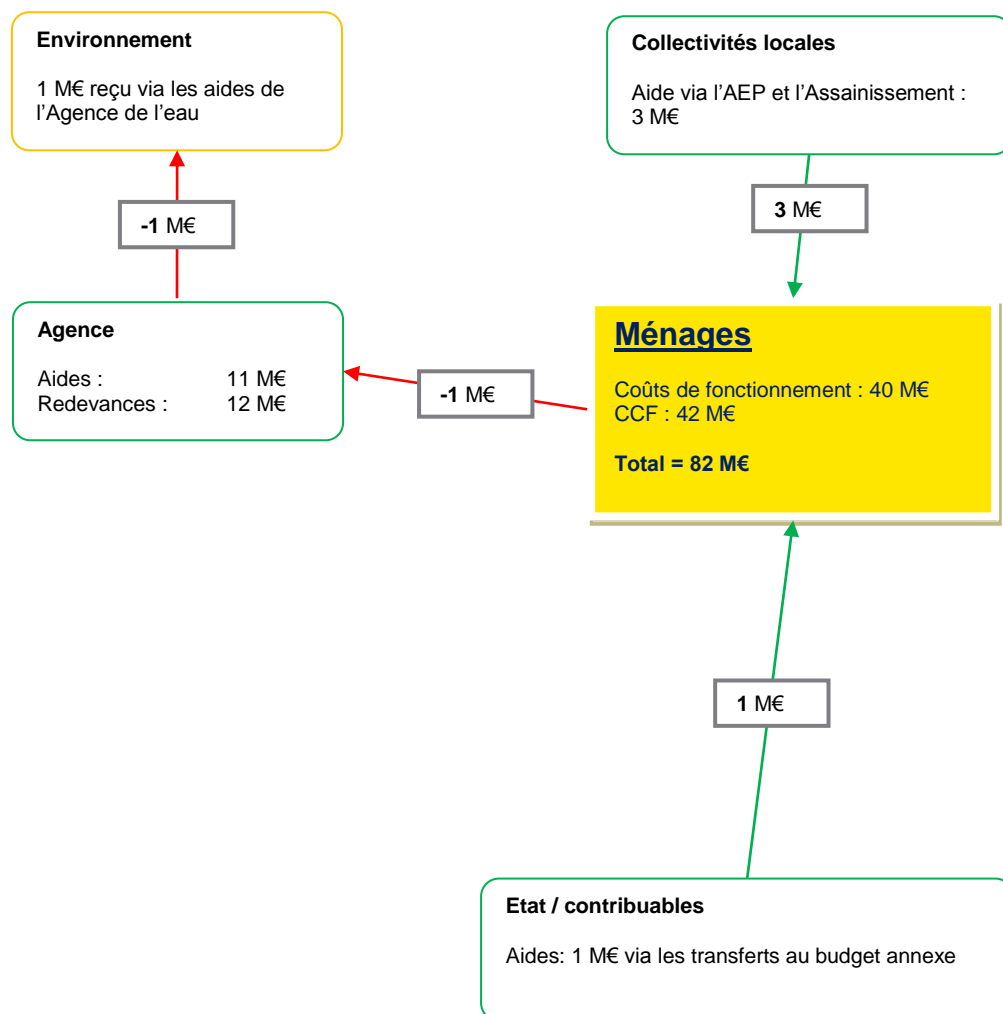 Environnement
1 M€ reçu via les aides de
l'Agence de l'eau
Collectivités locales
Aide via l'AEP et l'Assainissement :
3 M€
-1 M€
3 M€
Agence
Aides : 11 M€
Redevances : 12 M€
-1 M€
Ménages
Coûts de fonctionnement : 40 M€
CCF : 42 M€
Total = 82 M€
1 M€
Etat / contribuables
Aides: 1 M€ via les transferts au budget annexe